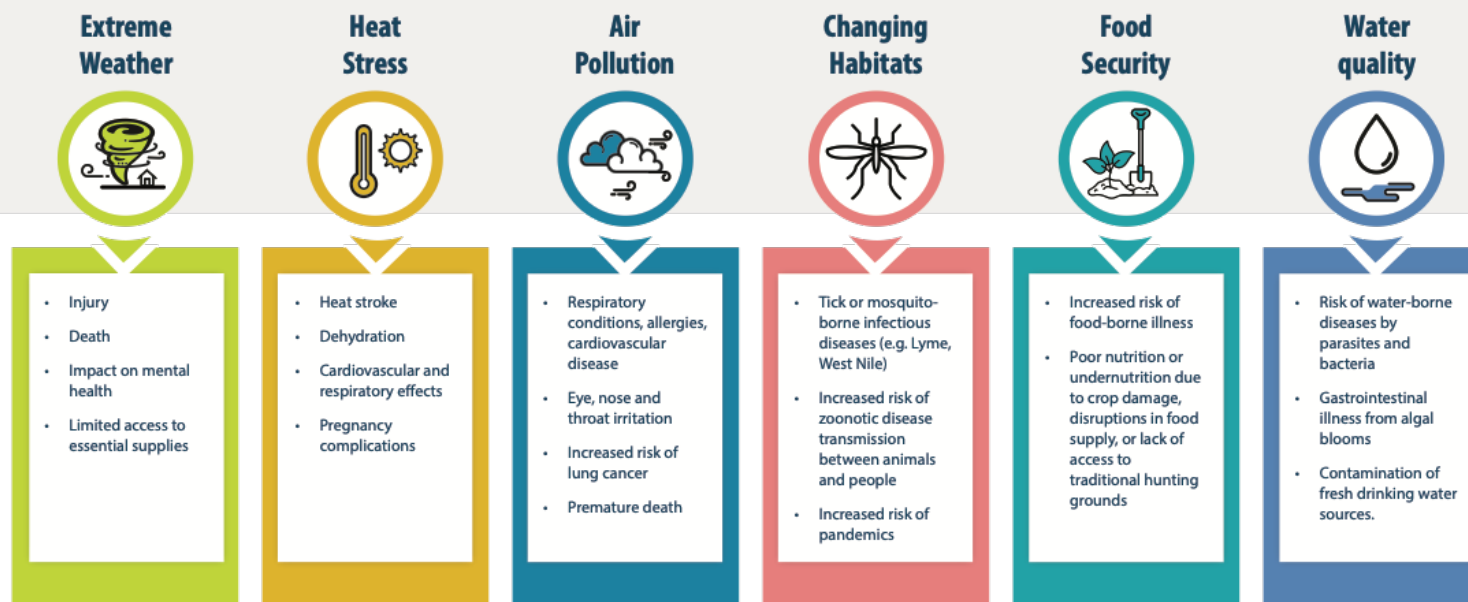 Extreme
Weather
• Injury
• Death
• Impact on mental
health
• Limited access to
essential supplies
Heat
Stress
• Heat stroke
• Dehydration
• Cardiovascular and
respiratory effects
• Pregnancy
complications
Air
Pollution
• Respiratory
conditions, allergies,
cardiovascular
disease
• Eye, nose and
throat irritation
• Increased risk of
lung cancer
• Premature death
Changing
Habitats
• Tick or mosquito-
borne infectious
diseases (e.g. Lyme,
West Nile)
• Increased risk of
zoonotic disease
transmission
between animals
and people
• Increased risk of
pandemics
Food
Security
• Increased risk of
food-borne illness
• Poor nutrition or
undernutrition due
to crop damage,
disruptions in food
supply, or lack of
access to
traditional hunting
grounds
Water
quality
• Risk of water-borne
diseases by
parasites and
bacteria
• Gastrointestinal
illness from algal
blooms
• Contamination of
fresh drinking water
sources.